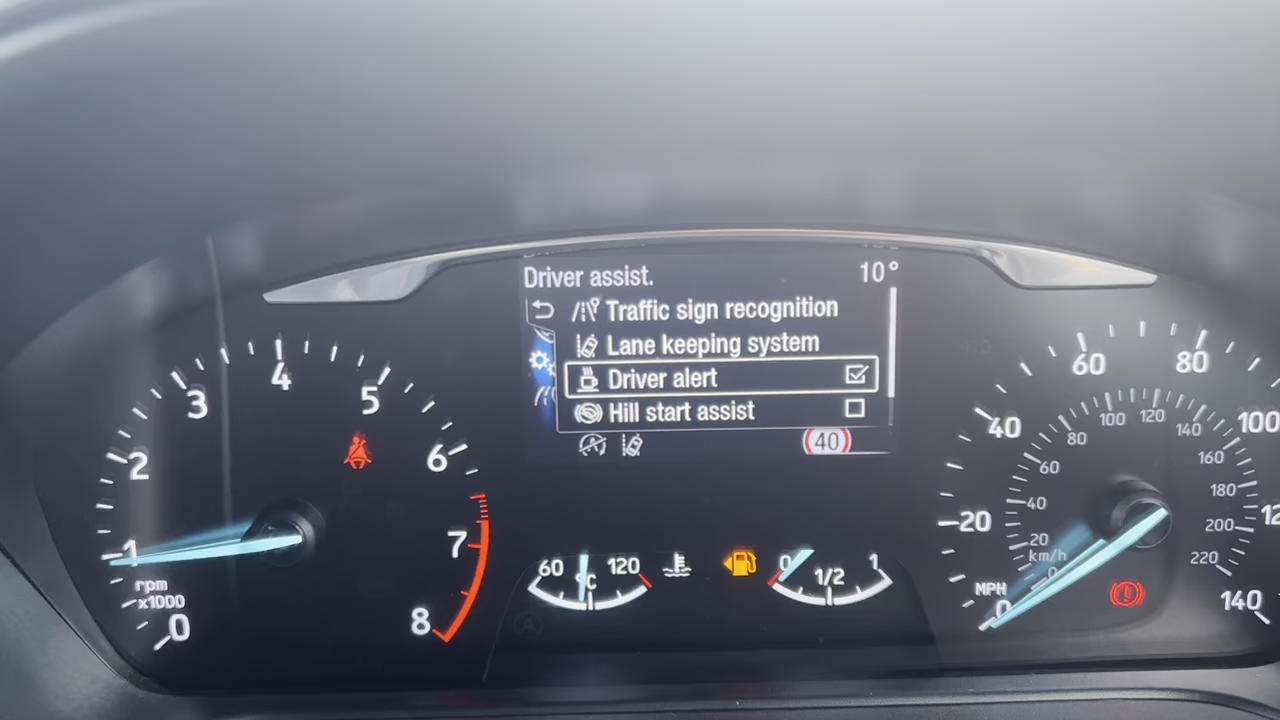 Driver assist. 10°
Traffic sign recognition
Lane keeping system
Driver alert
Hill start assist
40
0
1
2
3
4
5
6
7
8
rpm
x1000
60 120
°C
0 1/2 1
0
20
40
60
80
100
140
MPH
km/h
0
20
40
60
80
100
120
140
160
180
200
220